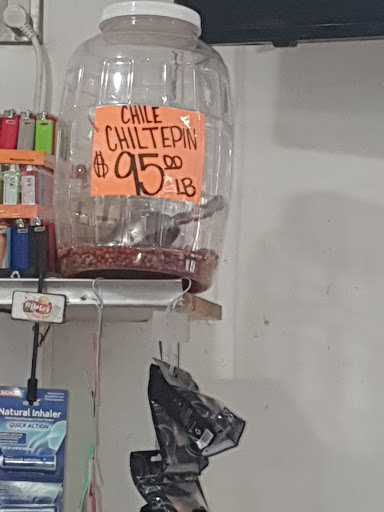 CHILE
CHILTEPIN
$95.00
LB
Natural Inhaler
QUICK ACTION